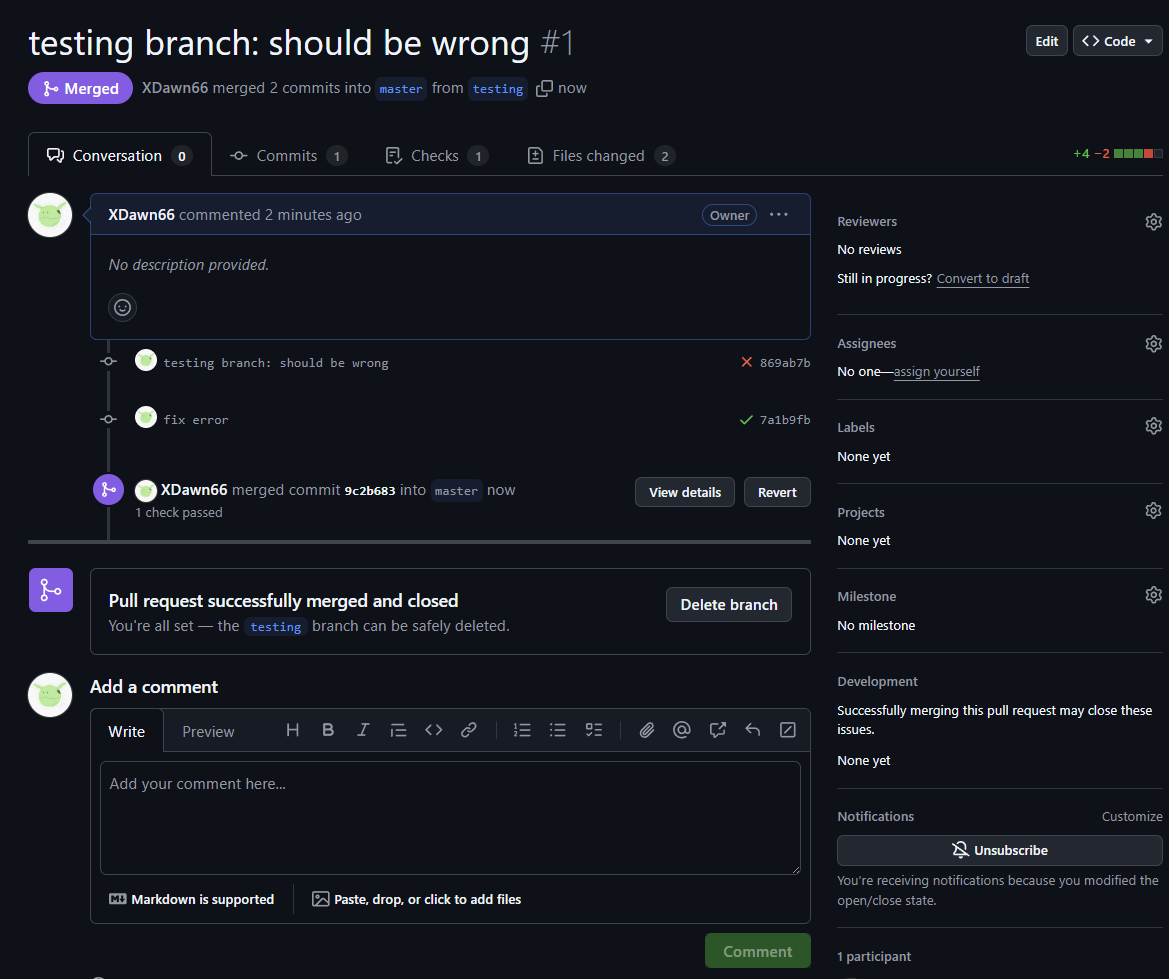 testing branch: should be wrong #1
Edit
Code
Merged
XDawn66 merged 2 commits into master from testing now
Conversation 0
Commits 1
Checks 1
Files changed 2
+4 −2
XDawn66 commented 2 minutes ago
Owner
No description provided.
testing branch: should be wrong
869ab7b
fix error
7a1b9fb
XDawn66 merged commit 9c2b683 into master now
1 check passed
View details
Revert
Pull request successfully merged and closed
You're all set — the testing branch can be safely deleted.
Delete branch
Add a comment
Write
Preview
Add your comment here...
Markdown is supported
Paste, drop, or click to add files
Comment
Reviewers
No reviews
Still in progress? Convert to draft
Assignees
No one—assign yourself
Labels
None yet
Projects
None yet
Milestone
No milestone
Development
Successfully merging this pull request may close these
issues.
None yet
Notifications
Customize
Unsubscribe
You're receiving notifications because you modified the
open/close state.
1 participant